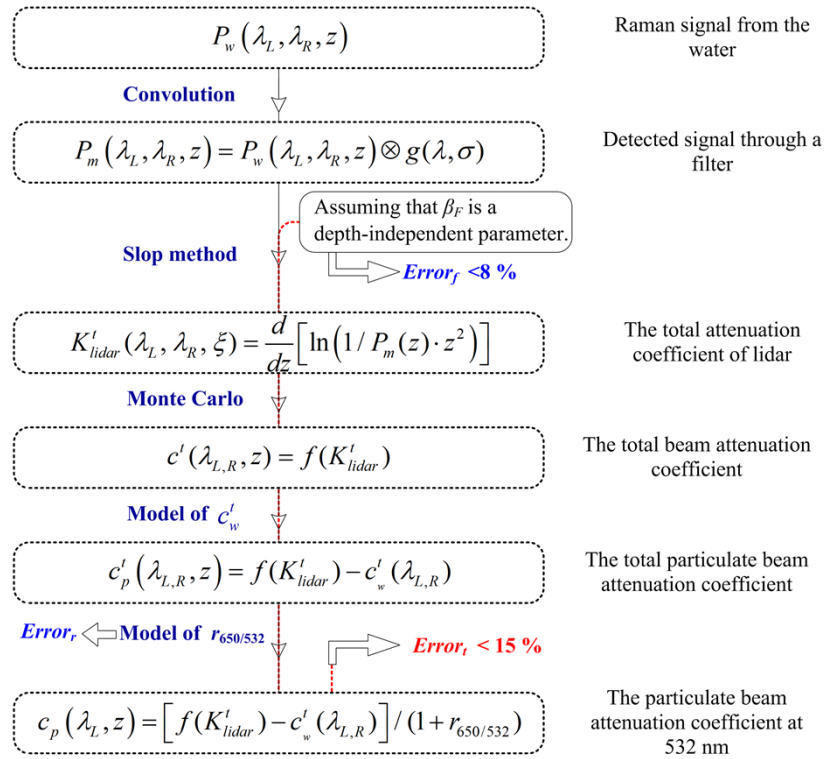 P_w(λ_L, λ_R, z)
Raman signal from the
water
Convolution
P_m(λ_L, λ_R, z) = P_w(λ_L, λ_R, z) ⊗ g(λ, σ)
Detected signal through a
filter
Assuming that β_F is a
depth-independent parameter.
Slop method
Error_f <8 %
K^t_lidar(λ_L, λ_R, ξ) = d/dz [ln(1/P_m(z)·z^2)]
The total attenuation
coefficient of lidar
Monte Carlo
c^t(λ_L,R, z) = f(K^t_lidar)
The total beam attenuation
coefficient
Model of c^t_w
c^t_p(λ_L,R, z) = f(K^t_lidar) − c^t_w(λ_L,R)
The total particulate beam
attenuation coefficient
Error_r Model of r_650/532
Error_t < 15 %
c_p(λ_L, z) = [f(K^t_lidar) − c^t_w(λ_L,R)]/(1 + r_650/532)
The particulate beam
attenuation coefficient at
532 nm